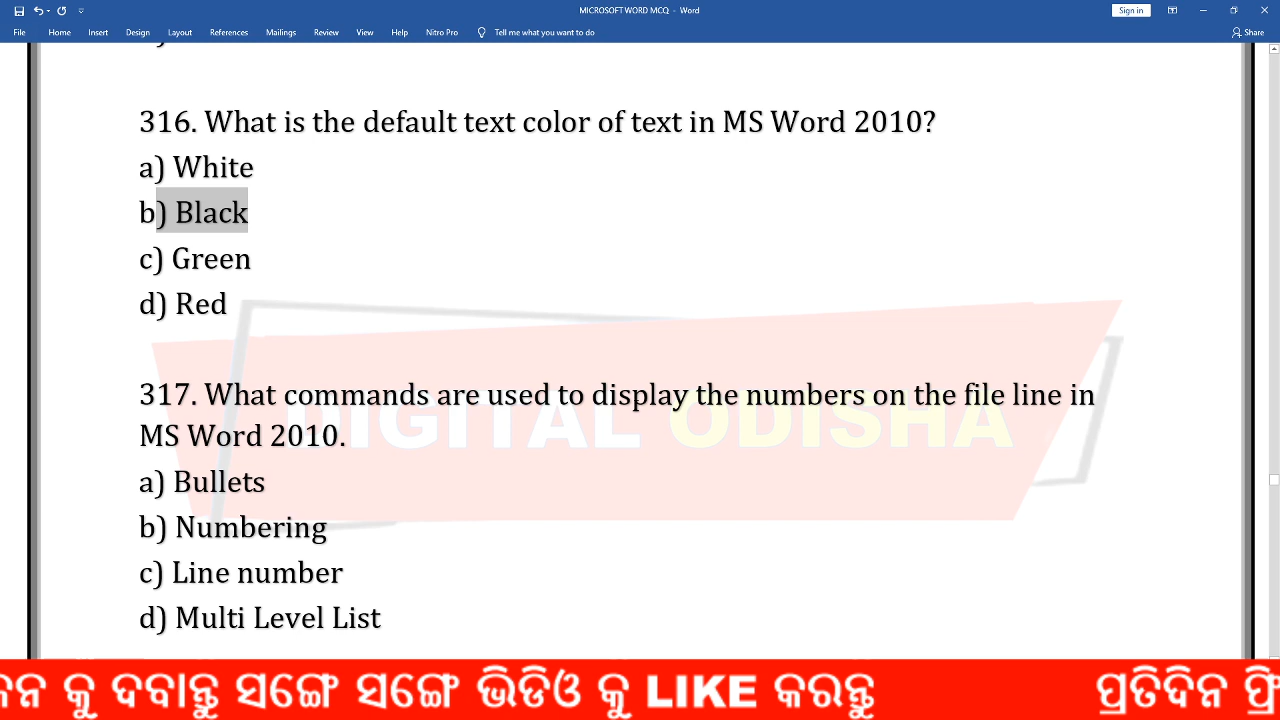 MICROSOFT WORD MCQ - Word
Sign in
File Home Insert Design Layout References Mailings Review View Help Nitro Pro Tell me what you want to do Share
316. What is the default text color of text in MS Word 2010?
a) White
b) Black
c) Green
d) Red
317. What commands are used to display the numbers on the file line in
MS Word 2010.
DIGITAL ODISHA
a) Bullets
b) Numbering
c) Line number
d) Multi Level List
କୁ ଦବାନ୍ତୁ ସଙ୍ଗେ ସଙ୍ଗେ ଭିଡିଓ କୁ LIKE କରନ୍ତୁ ପ୍ରତିଦିନ